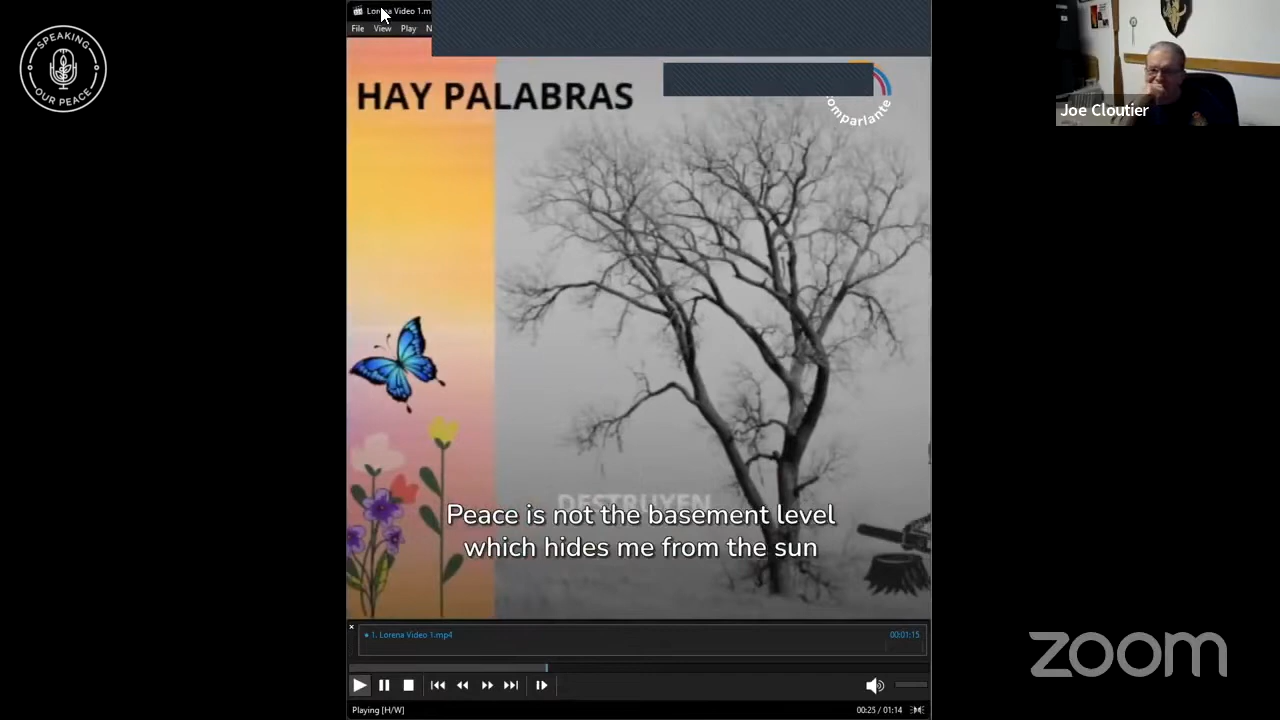 Lorena Video 1.m
File View Play N
SPEAKING
OUR PEACE
HAY PALABRAS
omparlante
Joe Cloutier
DESTRUYEN
Peace is not the basement level
which hides me from the sun
1. Lorena Video 1.mp4 00:01:15
Playing [H/W] 00:25 / 01:14
zoom